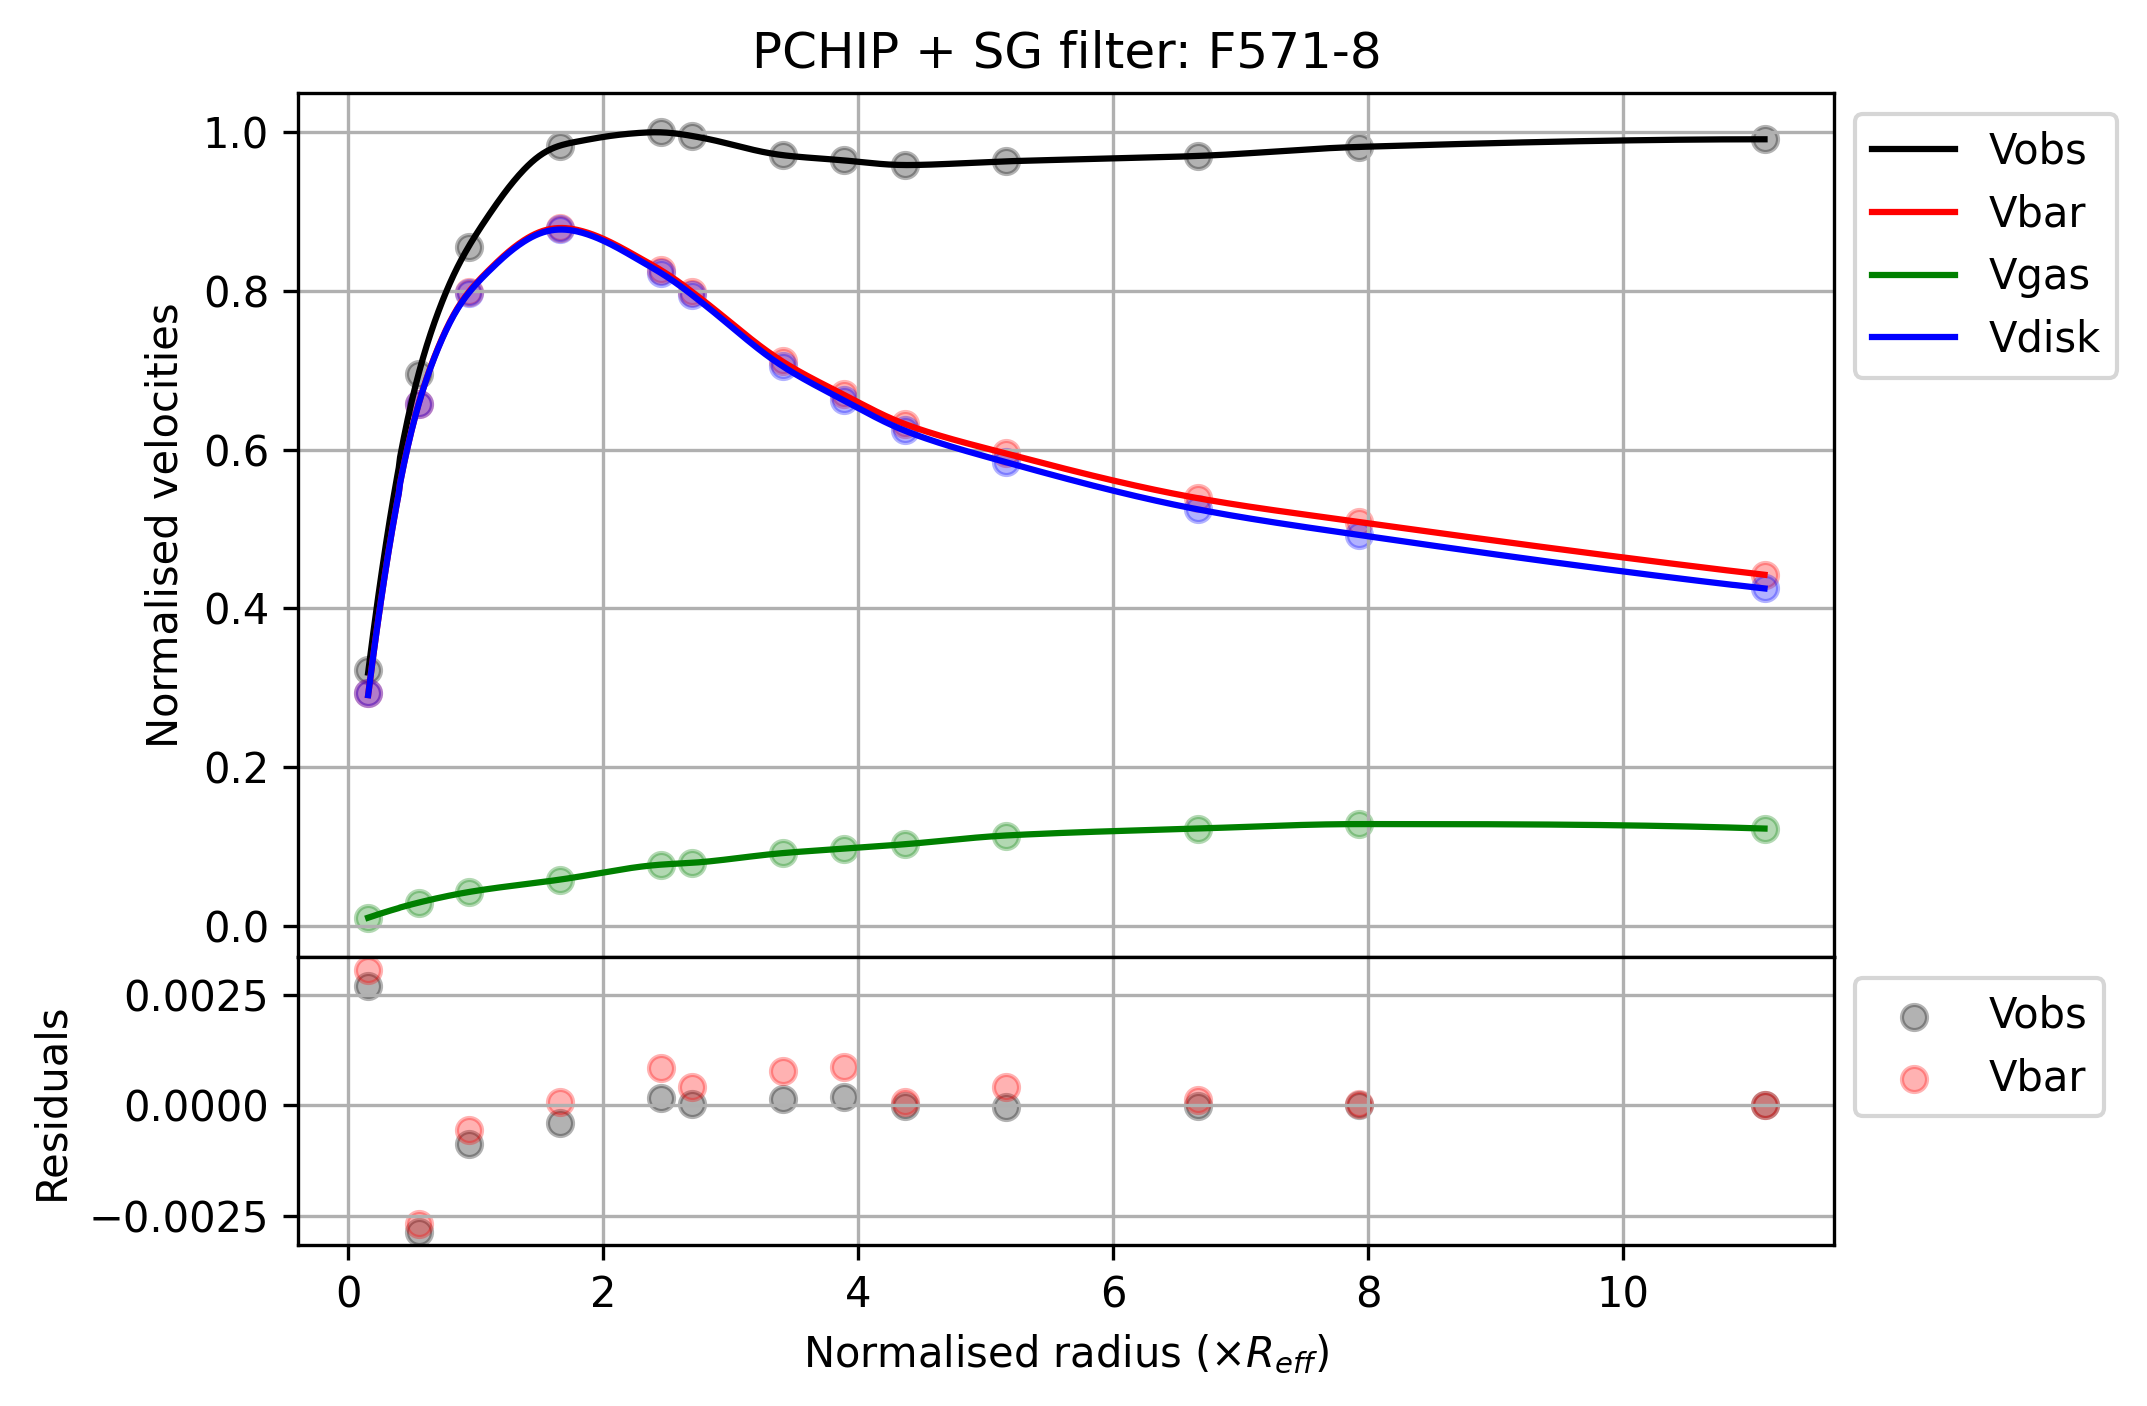 PCHIP + SG filter: F571-8
Normalised velocities
1.0
0.8
0.6
0.4
0.2
0.0
Vobs
Vbar
Vgas
Vdisk
Residuals
0.0025
0.0000
−0.0025
Vobs
Vbar
0 2 4 6 8 10
Normalised radius (×R_eff)